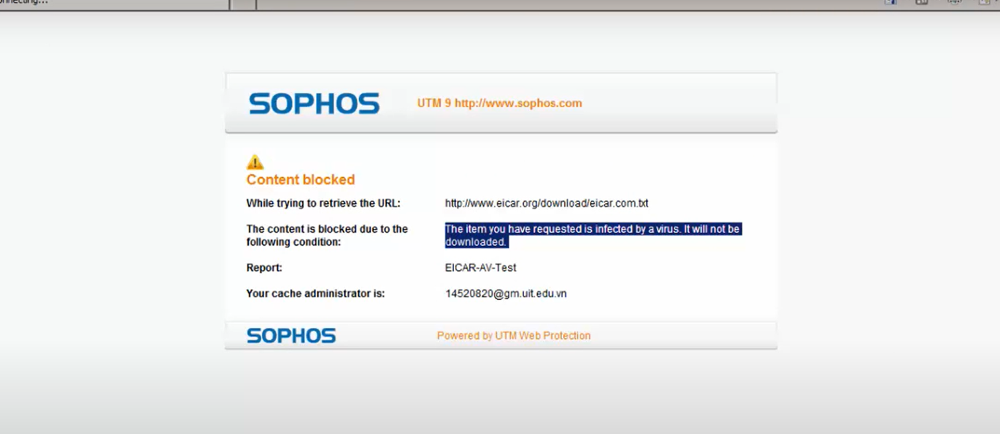 SOPHOS
UTM 9 http://www.sophos.com
Content blocked
While trying to retrieve the URL:
http://www.eicar.org/download/eicar.com.txt
The content is blocked due to the
following condition:
The item you have requested is infected by a virus. It will not be
downloaded.
Report:
EICAR-AV-Test
Your cache administrator is:
14520820@gm.uit.edu.vn
SOPHOS
Powered by UTM Web Protection